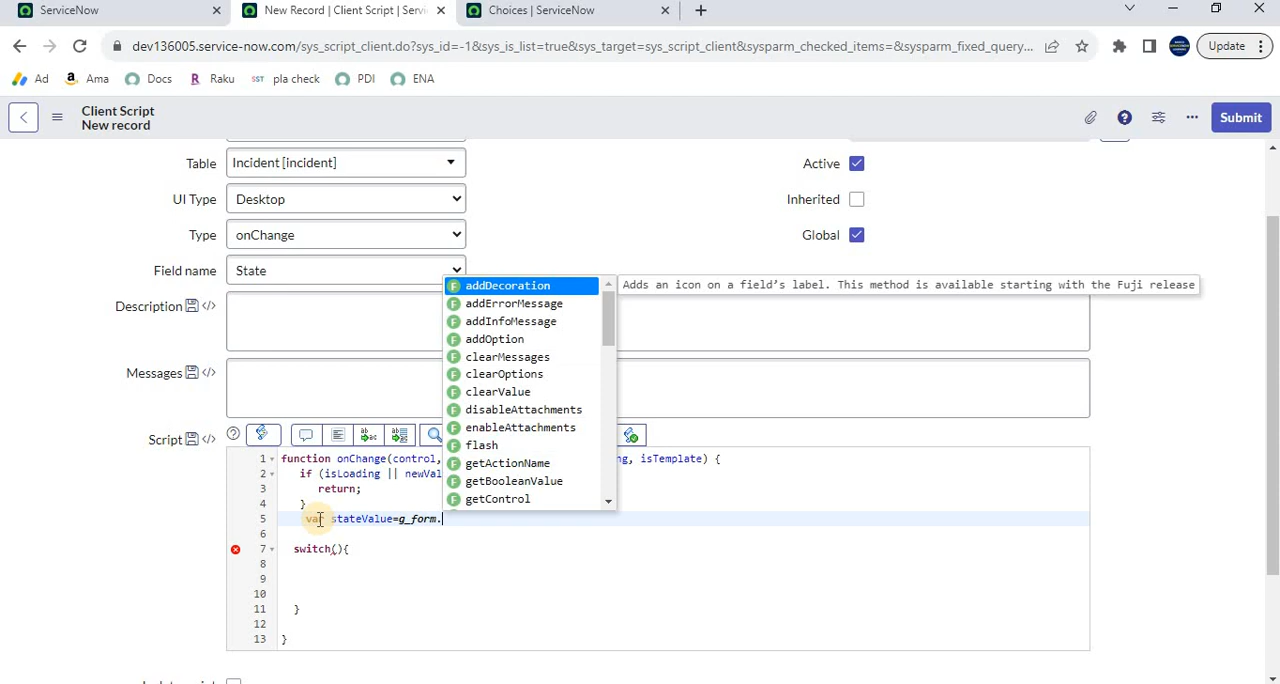 ServiceNow
New Record | Client Script | Servi
Choices | ServiceNow
dev136005.service-now.com/sys_script_client.do?sys_id=-1&sys_is_list=true&sys_target=sys_script_client&sysparm_checked_items=&sysparm_fixed_query...
Update
Ad
Ama
Docs
Raku
pla check
PDI
ENA
Client Script
New record
Submit
Table
Incident [incident]
Active
UI Type
Desktop
Inherited
Type
onChange
Global
Field name
State
addDecoration
Adds an icon on a field's label. This method is available starting with the Fuji release
addErrorMessage
addInfoMessage
addOption
clearMessages
clearOptions
clearValue
disableAttachments
enableAttachments
flash
getActionName
getBooleanValue
getControl
Description
Messages
Script
1 function onChange(control, ng, isTemplate) {
2 if (isLoading || newVal
3 return;
4 }
5 var stateValue=g_form.
6
7 switch(){
8
9
10
11 }
12
13 }